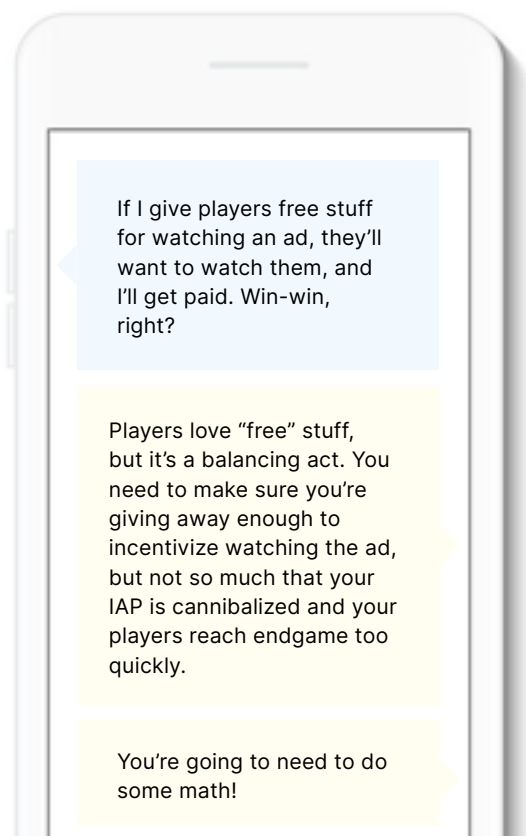 If I give players free stuff
for watching an ad, they’ll
want to watch them, and
I’ll get paid. Win-win,
right?
Players love “free” stuff,
but it’s a balancing act. You
need to make sure you’re
giving away enough to
incentivize watching the ad,
but not so much that your
IAP is cannibalized and your
players reach endgame too
quickly.
You’re going to need to do
some math!